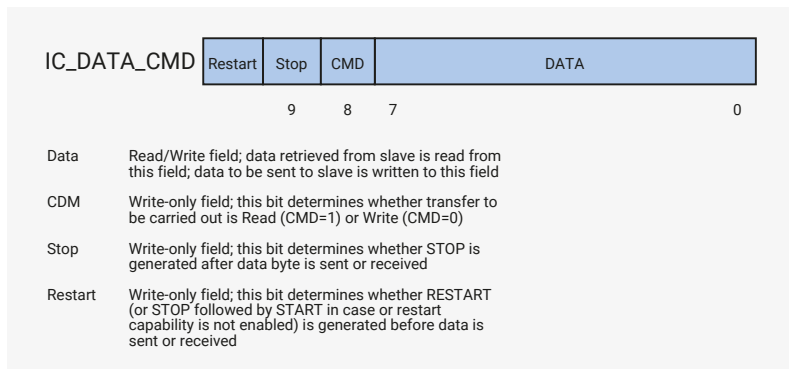 IC_DATA_CMD Restart Stop CMD DATA
9 8 7 0
Data Read/Write field; data retrieved from slave is read from
this field; data to be sent to slave is written to this field
CDM Write-only field; this bit determines whether transfer to
be carried out is Read (CMD=1) or Write (CMD=0)
Stop Write-only field; this bit determines whether STOP is
generated after data byte is sent or received
Restart Write-only field; this bit determines whether RESTART
(or STOP followed by START in case or restart
capability is not enabled) is generated before data is
sent or received